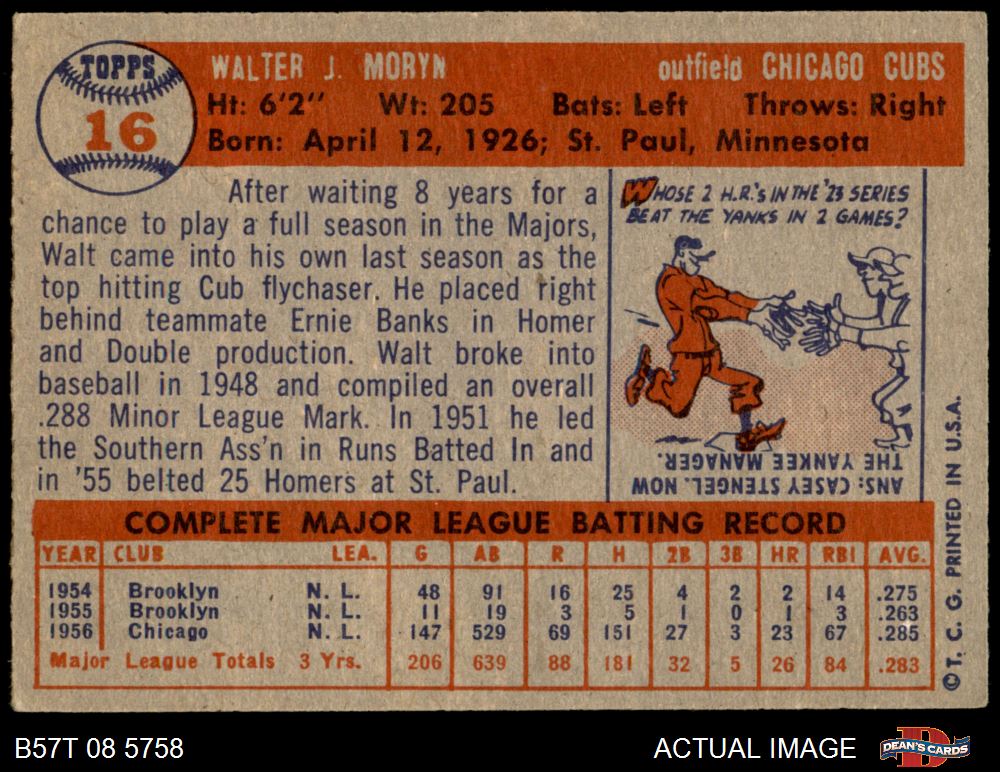 TOPPS
16
WALTER J. MORYN outfield CHICAGO CUBS
Ht: 6'2" Wt: 205 Bats: Left Throws: Right
Born: April 12, 1926; St. Paul, Minnesota
After waiting 8 years for a
chance to play a full season in the Majors,
Walt came into his own last season as the
top hitting Cub flychaser. He placed right
behind teammate Ernie Banks in Homer
and Double production. Walt broke into
baseball in 1948 and compiled an overall
.288 Minor League Mark. In 1951 he led
the Southern Ass'n in Runs Batted In and
in '55 belted 25 Homers at St. Paul.
WHOSE 2 H.R.'S IN THE '23 SERIES
BEAT THE YANKS IN 2 GAMES?
ANS: CASEY STENGEL. NOW
THE YANKEE MANAGER.
COMPLETE MAJOR LEAGUE BATTING RECORD
YEAR CLUB LEA. G AB R H 2B 3B HR RBI AVG.
1954 Brooklyn N. L. 48 91 16 25 4 2 2 14 .275
1955 Brooklyn N. L. 11 19 3 5 1 0 1 3 .263
1956 Chicago N. L. 147 529 69 151 27 3 23 67 .285
Major League Totals 3 Yrs. 206 639 88 181 32 5 26 84 .283
©T. C. G. PRINTED IN U.S.A.
B57T 08 5758 ACTUAL IMAGE
DEAN'S CARDS